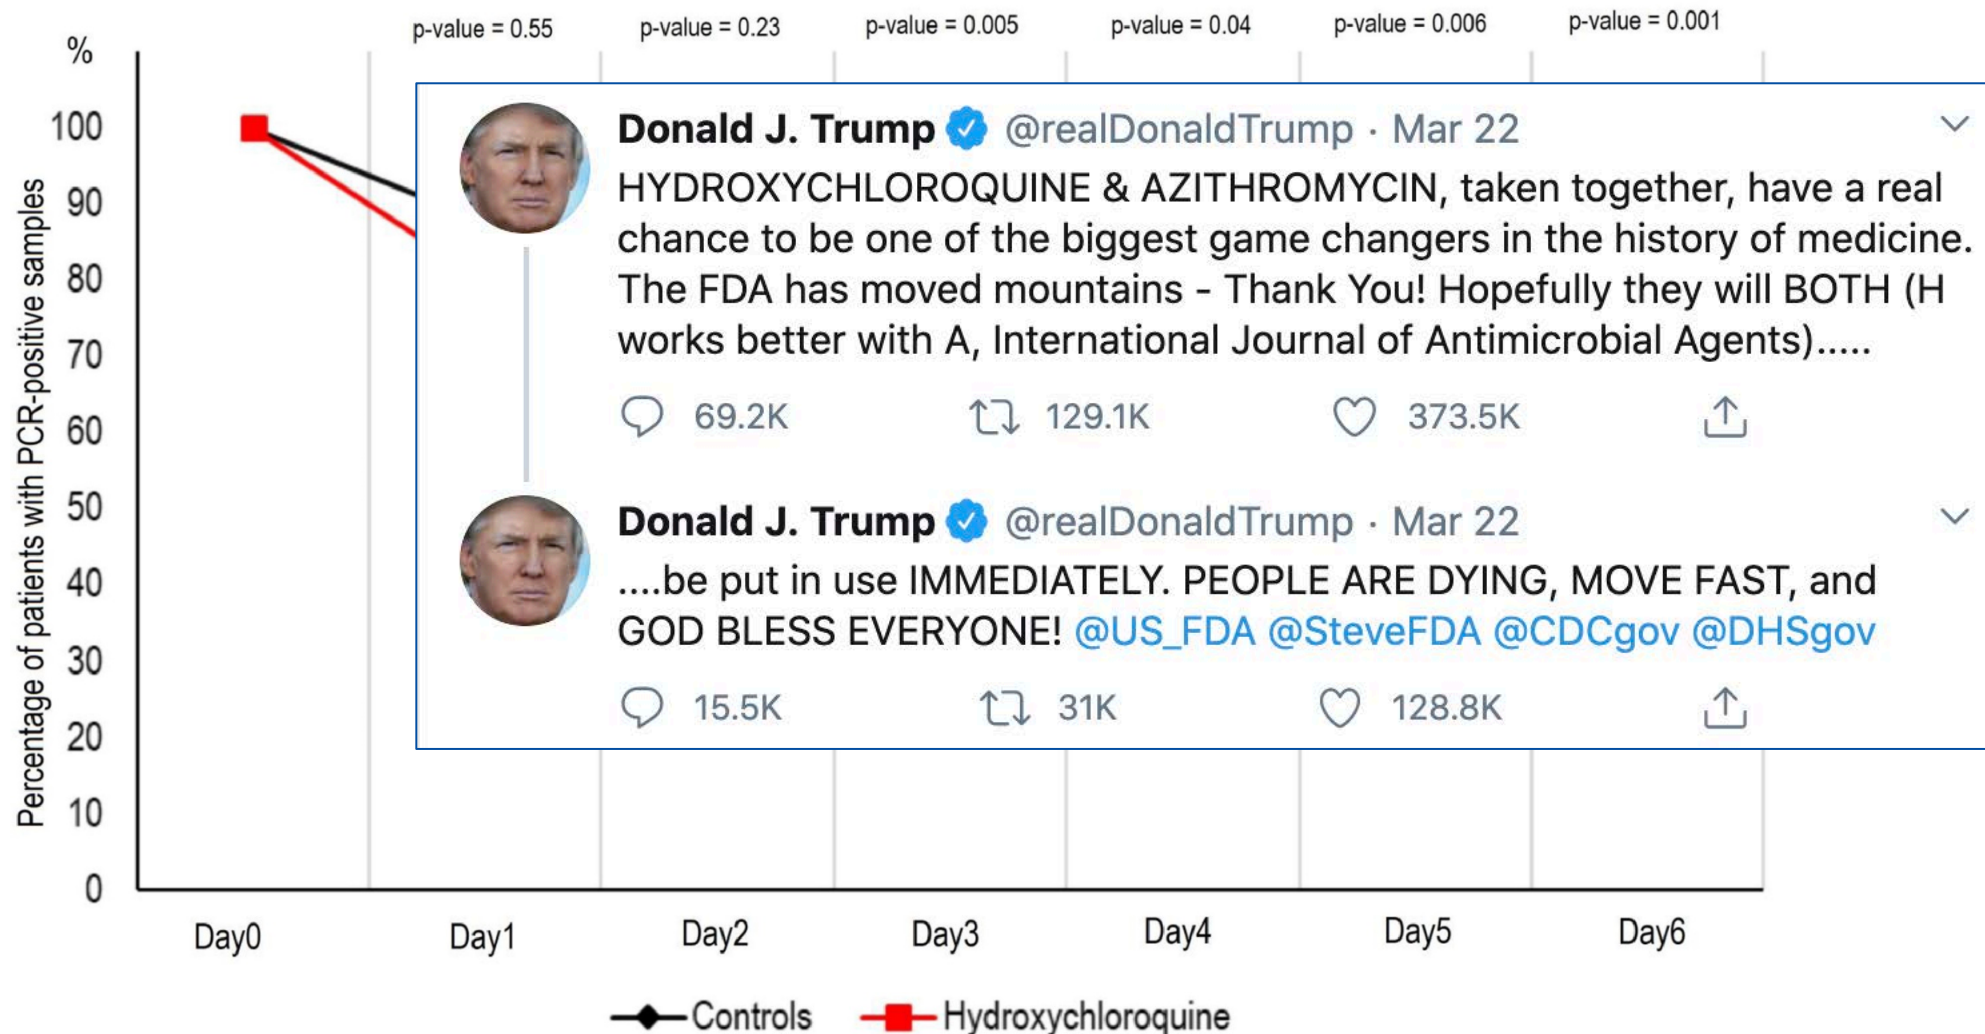 p-value = 0.55 p-value = 0.23 p-value = 0.005 p-value = 0.04 p-value = 0.006 p-value = 0.001
%
100
90
80
70
60
50
40
30
20
10
0
Percentage of patients with PCR-positive samples
Donald J. Trump @realDonaldTrump · Mar 22
HYDROXYCHLOROQUINE & AZITHROMYCIN, taken together, have a real
chance to be one of the biggest game changers in the history of medicine.
The FDA has moved mountains - Thank You! Hopefully they will BOTH (H
works better with A, International Journal of Antimicrobial Agents).....
69.2K 129.1K 373.5K
Donald J. Trump @realDonaldTrump · Mar 22
....be put in use IMMEDIATELY. PEOPLE ARE DYING, MOVE FAST, and
GOD BLESS EVERYONE! @US_FDA @SteveFDA @CDCgov @DHSgov
15.5K 31K 128.8K
Day0 Day1 Day2 Day3 Day4 Day5 Day6
Controls Hydroxychloroquine